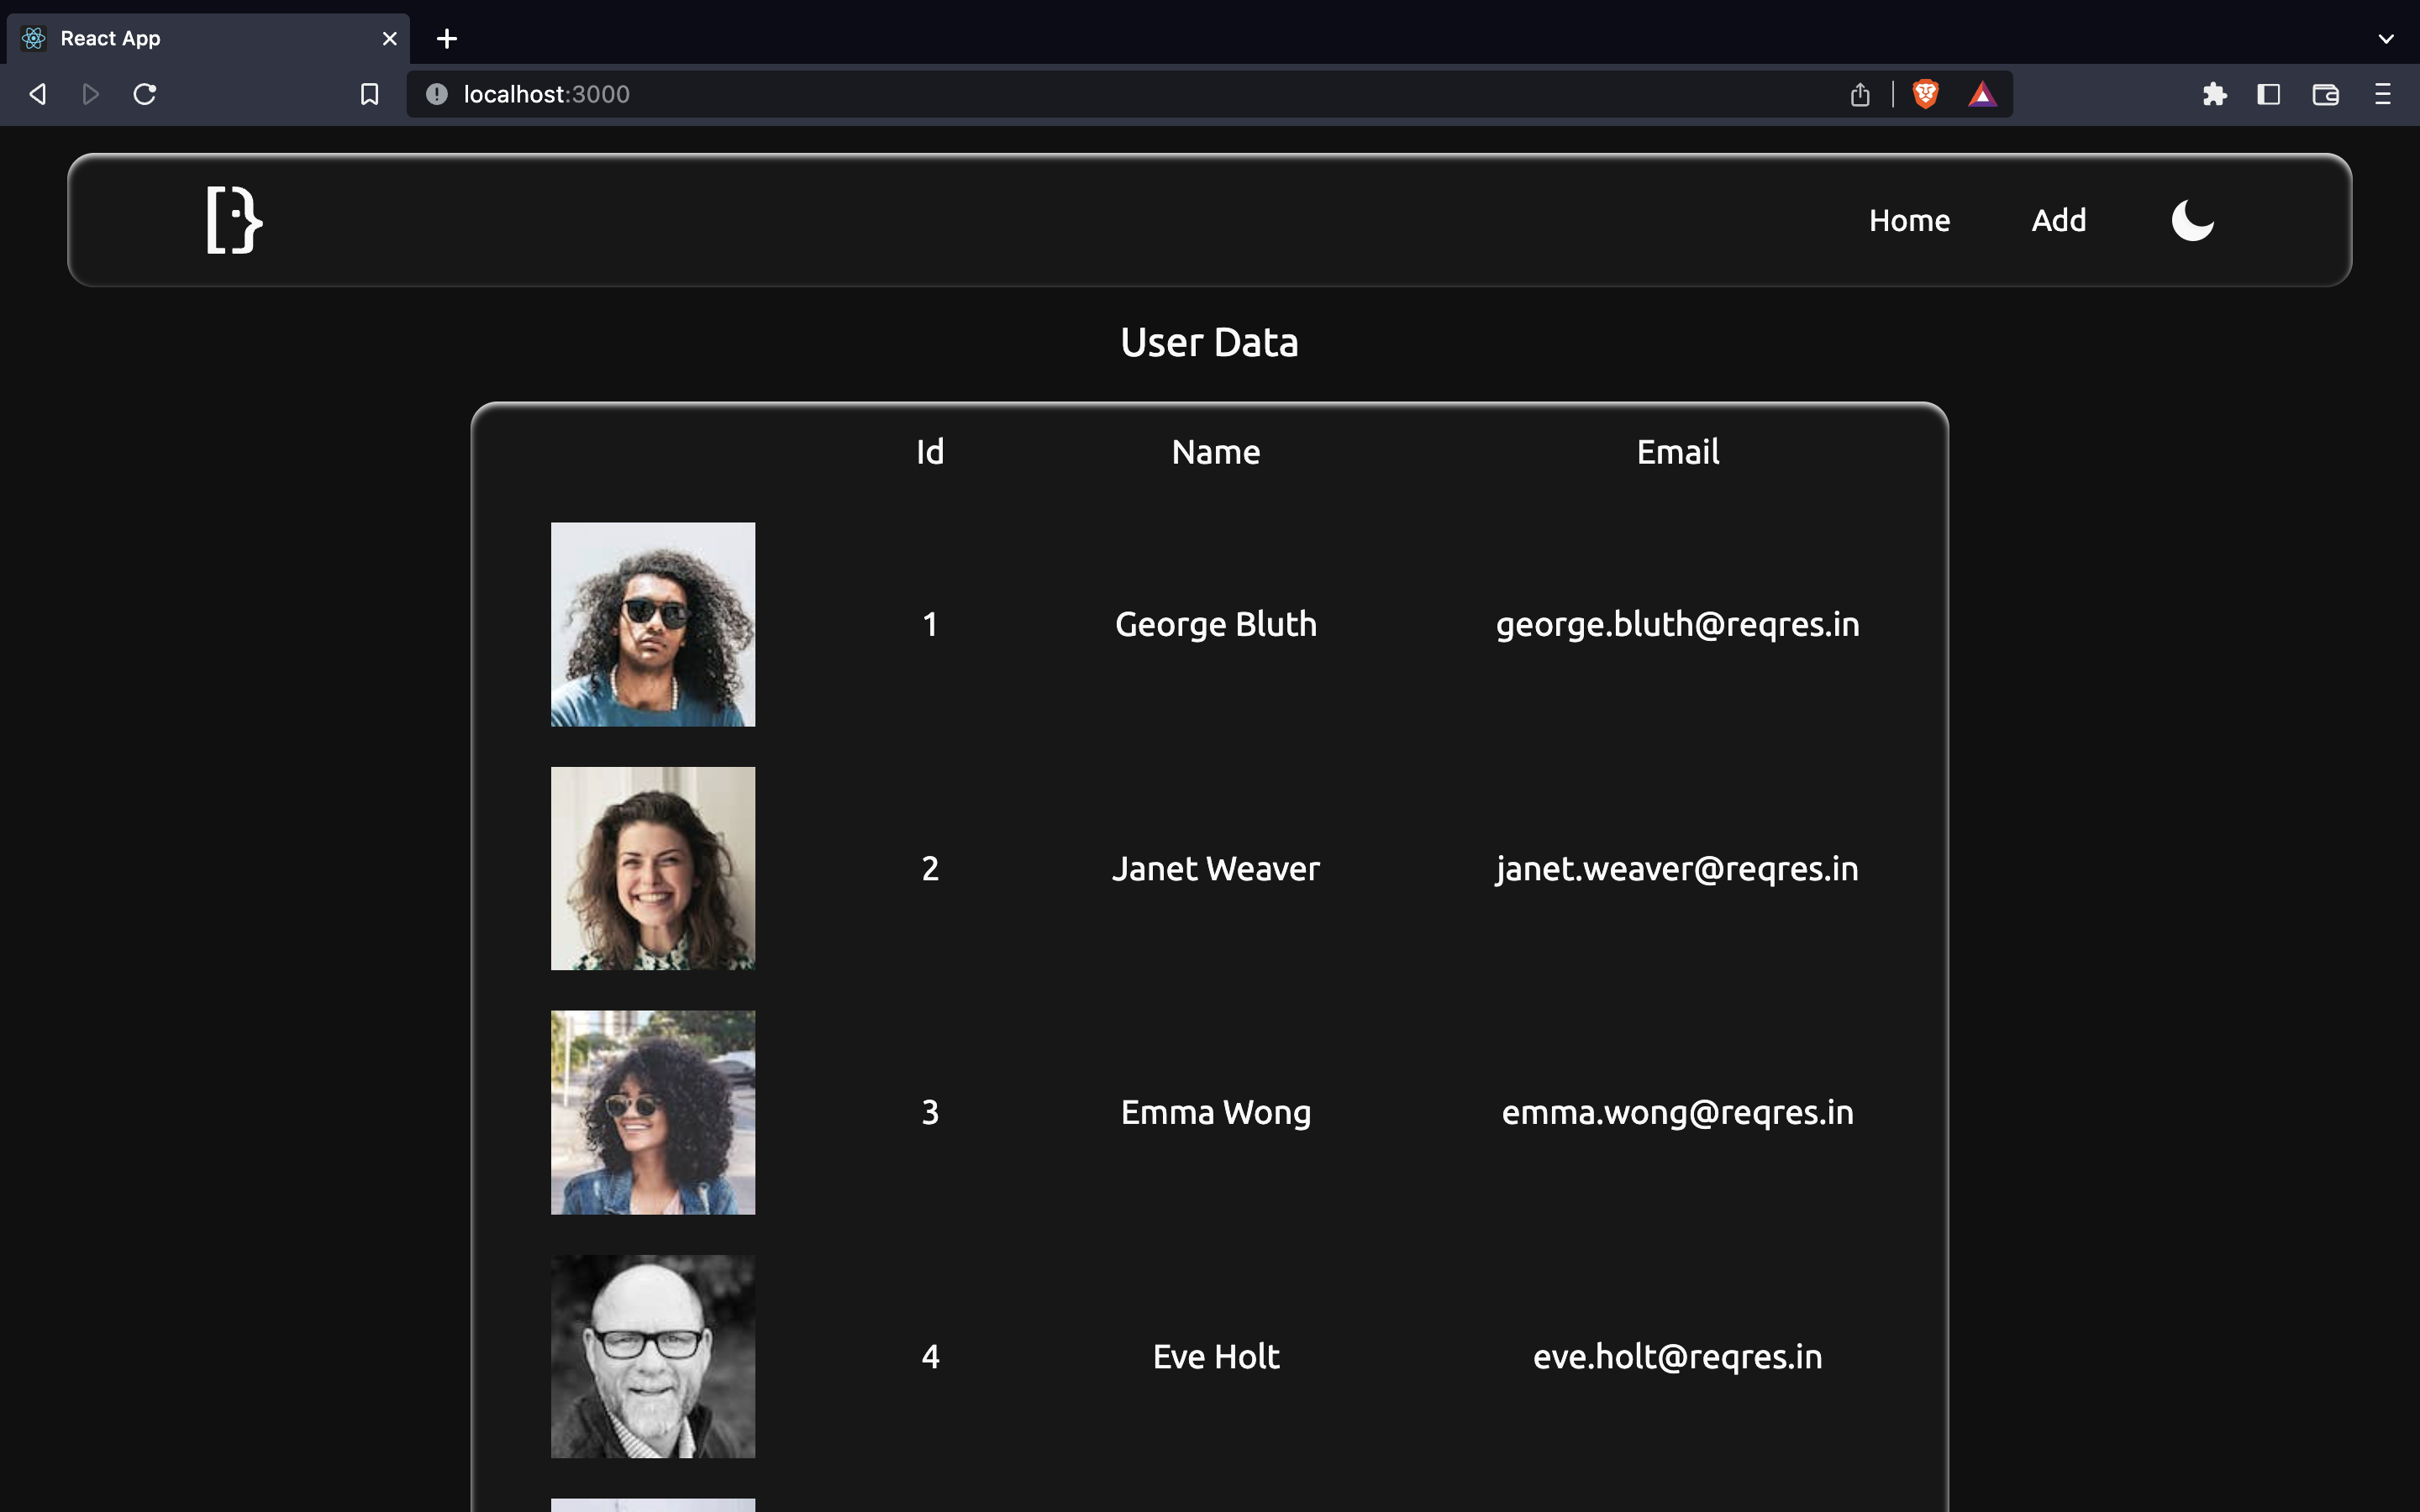 React App
localhost:3000
Home Add
User Data
Id Name Email
1 George Bluth george.bluth@reqres.in
2 Janet Weaver janet.weaver@reqres.in
3 Emma Wong emma.wong@reqres.in
4 Eve Holt eve.holt@reqres.in